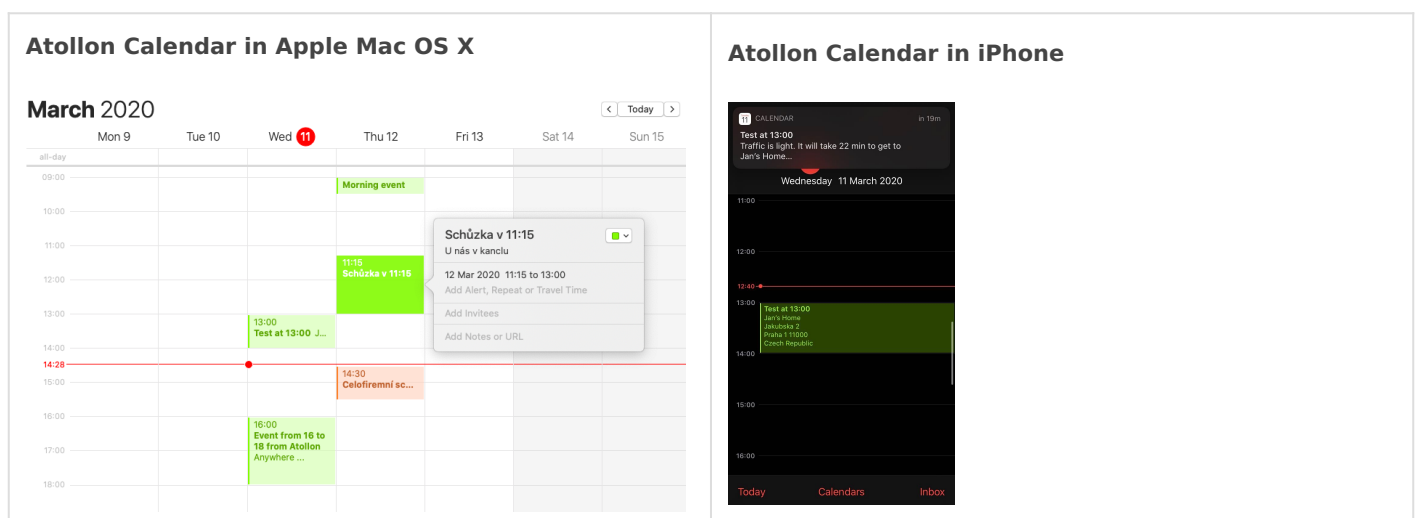 Atollon Calendar in Apple Mac OS X
March 2020
< Today >
Mon 9 Tue 10 Wed 11 Thu 12 Fri 13 Sat 14 Sun 15
all-day
09:00
Morning event
10:00
11:00
11:15
Schůzka v 11:15
12:00
13:00
13:00
Test at 13:00 J...
14:00
14:28
14:30
Celofiremní sc...
15:00
16:00
16:00
Event from 16 to
18 from Atollon
Anywhere ...
17:00
18:00
Schůzka v 11:15
U nás v kanclu
12 Mar 2020 11:15 to 13:00
Add Alert, Repeat or Travel Time
Add Invitees
Add Notes or URL
Atollon Calendar in iPhone
11 CALENDAR in 19m
Test at 13:00
Traffic is light. It will take 22 min to get to
Jan's Home...
Wednesday 11 March 2020
11:00
12:00
12:40
13:00
Test at 13:00
Jan's Home
Jakubska 2
Praha 1 11000
Czech Republic
14:00
15:00
16:00
Today Calendars Inbox